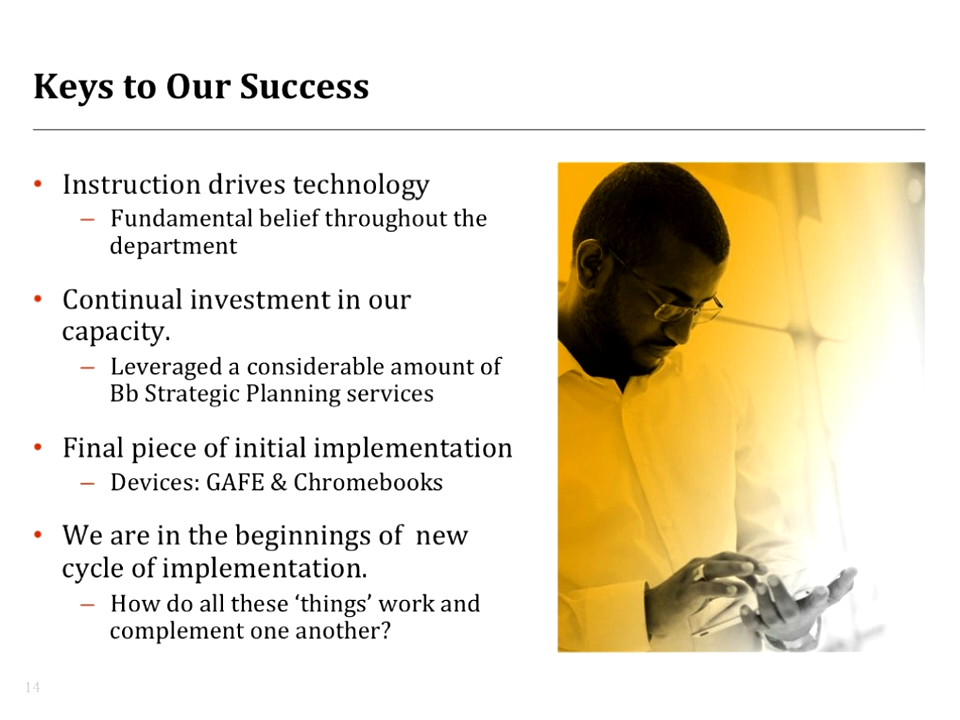 Keys to Our Success
• Instruction drives technology
– Fundamental belief throughout the
department
• Continual investment in our
capacity.
– Leveraged a considerable amount of
Bb Strategic Planning services
• Final piece of initial implementation
– Devices: GAFE & Chromebooks
• We are in the beginnings of  new
cycle of implementation.
– How do all these ‘things’ work and
complement one another?
14